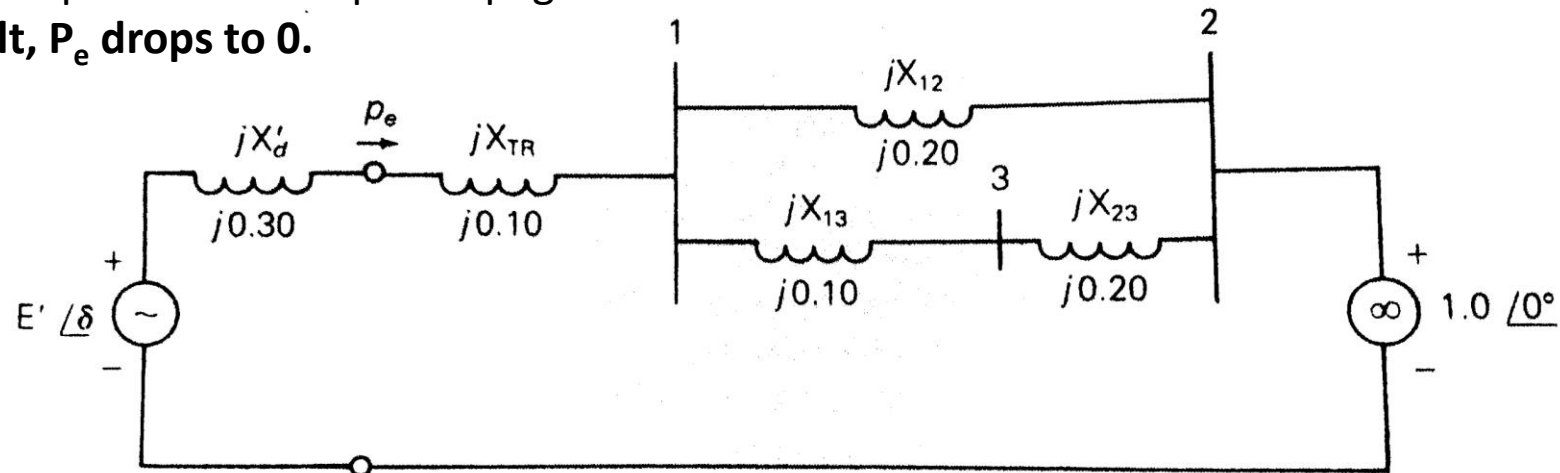 lt, Pₑ drops to 0.
1
2
jX₁₂
j0.20
pₑ
jX′d
jXTR
j0.30
j0.10
3
jX₁₃
jX₂₃
j0.10
j0.20
+
+
E′ /δ
~
∞
1.0 /0°
−
−